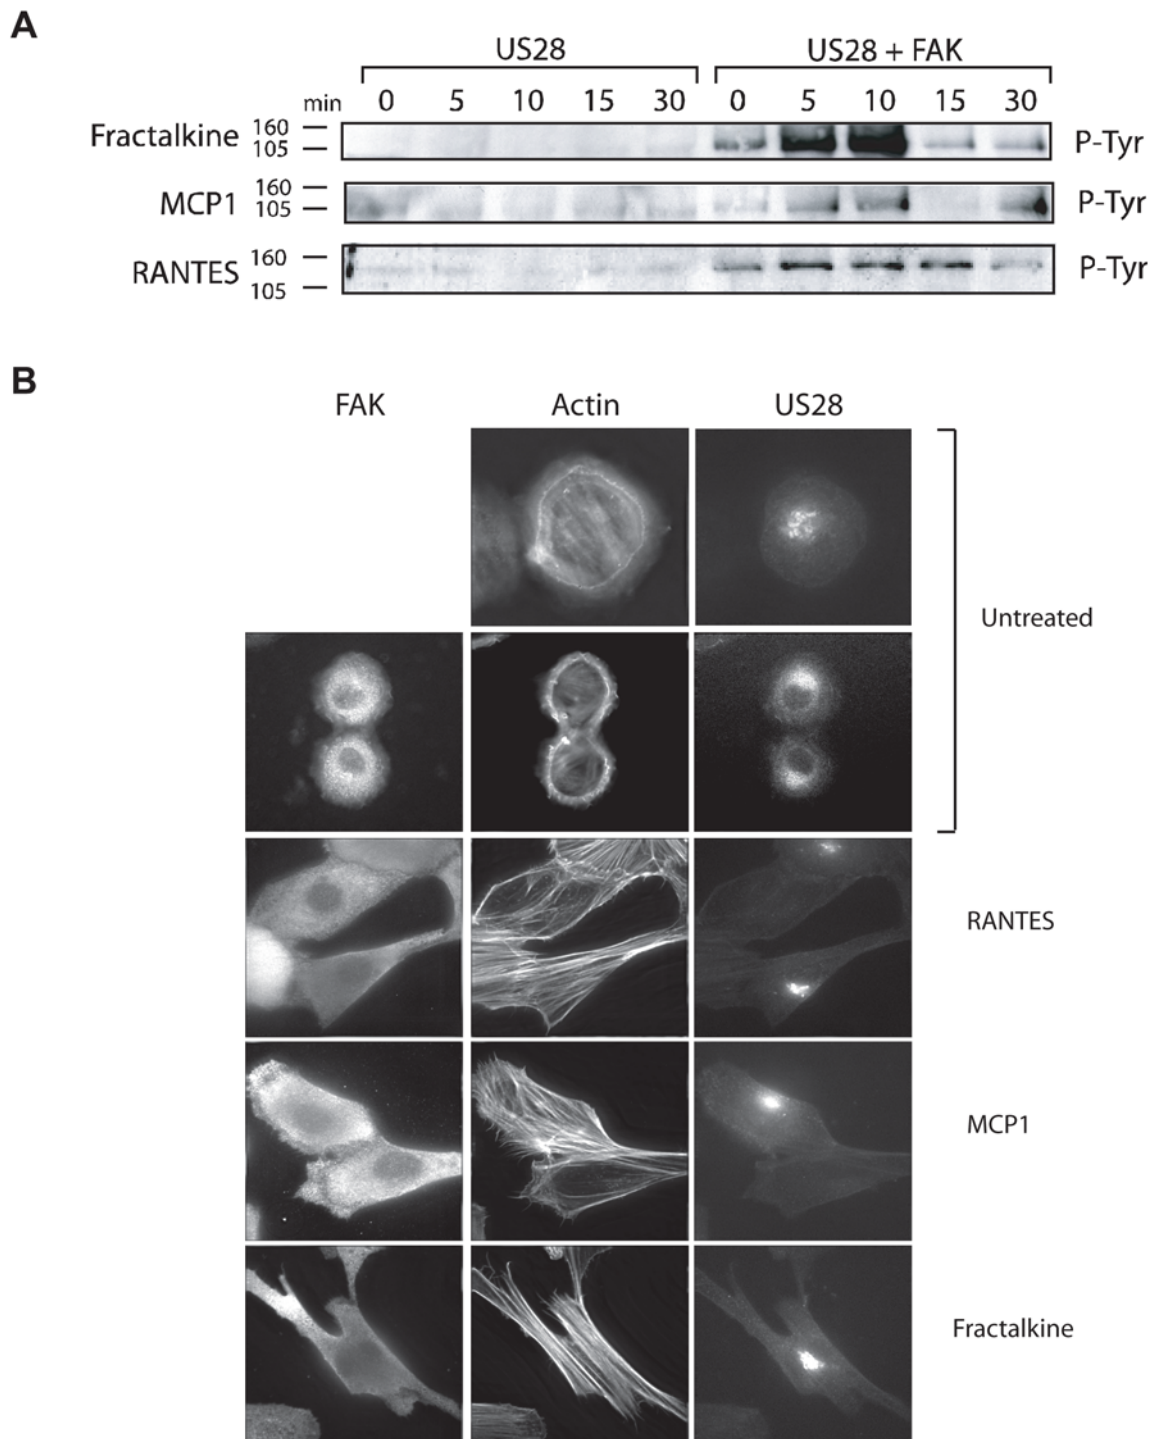 A
US28 US28 + FAK
min 0 5 10 15 30 0 5 10 15 30
Fractalkine 160 105 P-Tyr
MCP1 160 105 P-Tyr
RANTES 160 105 P-Tyr
B
FAK Actin US28
Untreated
RANTES
MCP1
Fractalkine